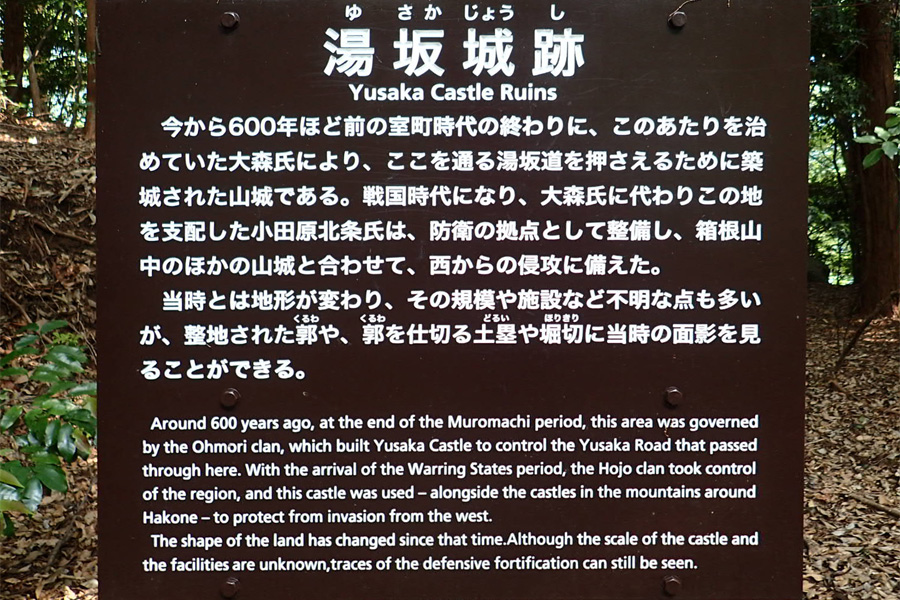 ゆ さか じょう し
湯坂城跡
Yusaka Castle Ruins
今から600年ほど前の室町時代の終わりに、このあたりを治
めていた大森氏により、ここを通る湯坂道を押さえるために築
城された山城である。戦国時代になり、大森氏に代わりこの地
を支配した小田原北条氏は、防衛の拠点として整備し、箱根山
中のほかの山城と合わせて、西からの侵攻に備えた。
当時とは地形が変わり、その規模や施設など不明な点も多い
くるわ くるわ どるい ほりきり
が、整地された郭や、郭を仕切る土塁や堀切に当時の面影を見
ることができる。
Around 600 years ago, at the end of the Muromachi period, this area was governed
by the Ohmori clan, which built Yusaka Castle to control the Yusaka Road that passed
through here. With the arrival of the Warring States period, the Hojo clan took control
of the region, and this castle was used – alongside the castles in the mountains around
Hakone – to protect from invasion from the west.
The shape of the land has changed since that time.Although the scale of the castle and
the facilities are unknown,traces of the defensive fortification can still be seen.